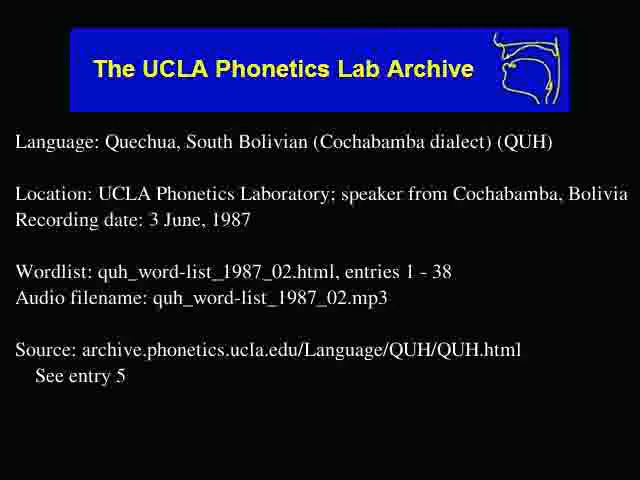 The UCLA Phonetics Lab Archive
Language: Quechua, South Bolivian (Cochabamba dialect) (QUH)
Location: UCLA Phonetics Laboratory; speaker from Cochabamba, Bolivia
Recording date: 3 June, 1987
Wordlist: quh_word-list_1987_02.html, entries 1 - 38
Audio filename: quh_word-list_1987_02.mp3
Source: archive.phonetics.ucla.edu/Language/QUH/QUH.html
See entry 5